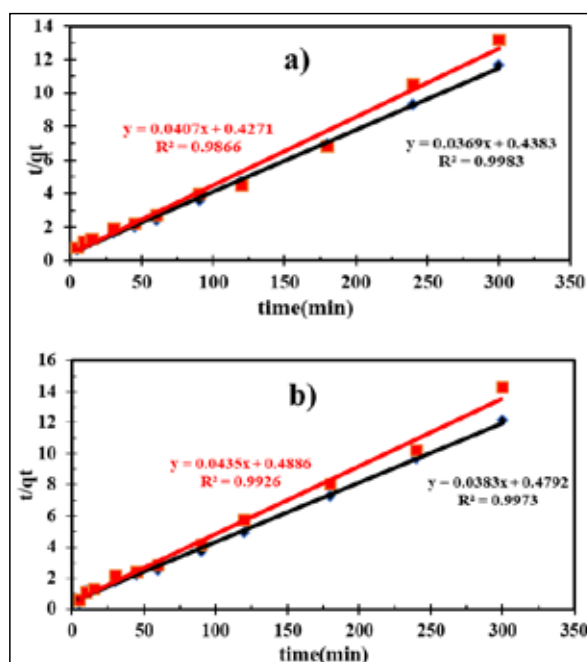 a)
t/qt
14
12
10
8
6
4
2
0
y = 0.0407x + 0.4271
R² = 0.9866
y = 0.0369x + 0.4383
R² = 0.9983
0 50 100 150 200 250 300 350
time(min)
b)
t/qt
16
14
12
10
8
6
4
2
0
y = 0.0435x + 0.4886
R² = 0.9926
y = 0.0383x + 0.4792
R² = 0.9973
0 50 100 150 200 250 300 350
time(min)